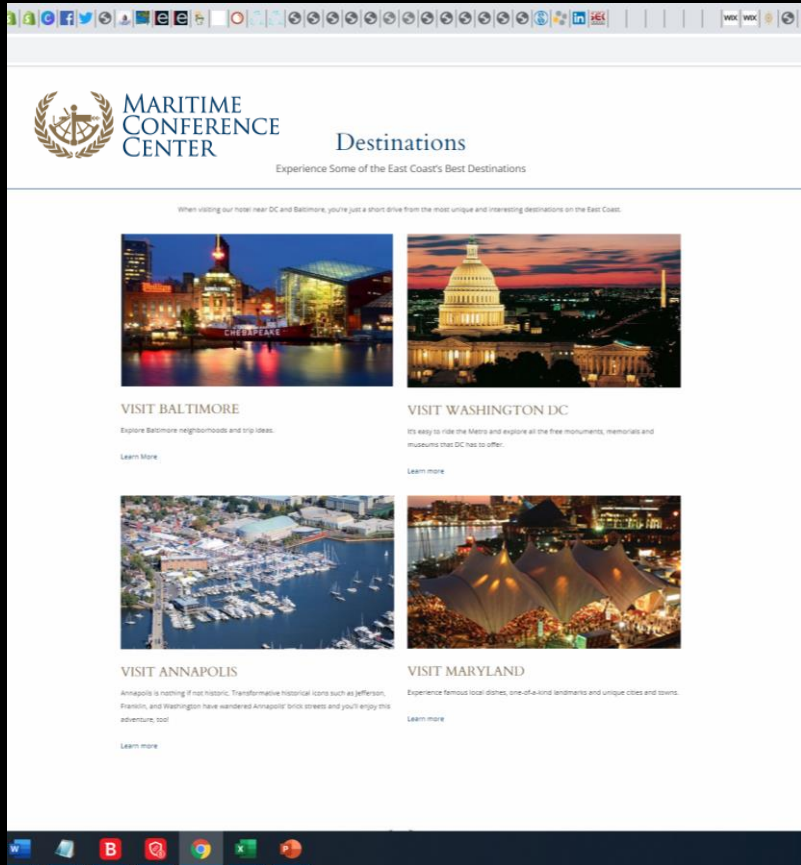 MARITIME
CONFERENCE
CENTER
Destinations
Experience Some of the East Coast's Best Destinations
When visiting our hotel near DC and Baltimore, you're just a short drive from the most unique and interesting destinations on the East Coast.
Phillips
CHESAPEAKE
VISIT BALTIMORE
Explore Baltimore neighborhoods and trip ideas.
Learn More
VISIT WASHINGTON DC
It's easy to ride the Metro and explore all the free monuments, memorials and
museums that DC has to offer.
Learn more
VISIT ANNAPOLIS
Annapolis is nothing if not historic. Transformative historical icons such as Jefferson,
Franklin, and Washington have wandered Annapolis' brick streets and you'll enjoy this
adventure, too!
Learn more
VISIT MARYLAND
Experience famous local dishes, one-of-a-kind landmarks and unique cities and towns.
Learn more